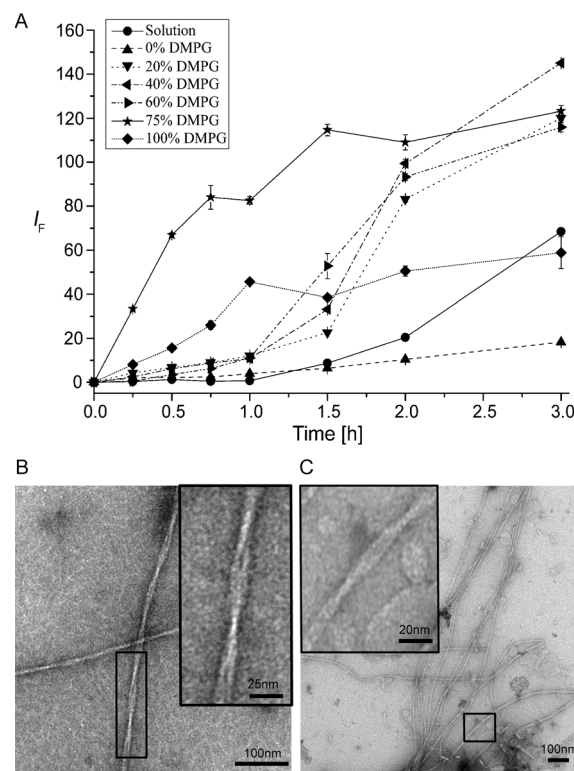 A
160
140
120
100
80
60
40
20
0
I_F
Solution
0% DMPG
20% DMPG
40% DMPG
60% DMPG
75% DMPG
100% DMPG
0.0 0.5 1.0 1.5 2.0 2.5 3.0
Time [h]
B
25nm
100nm
C
20nm
100nm